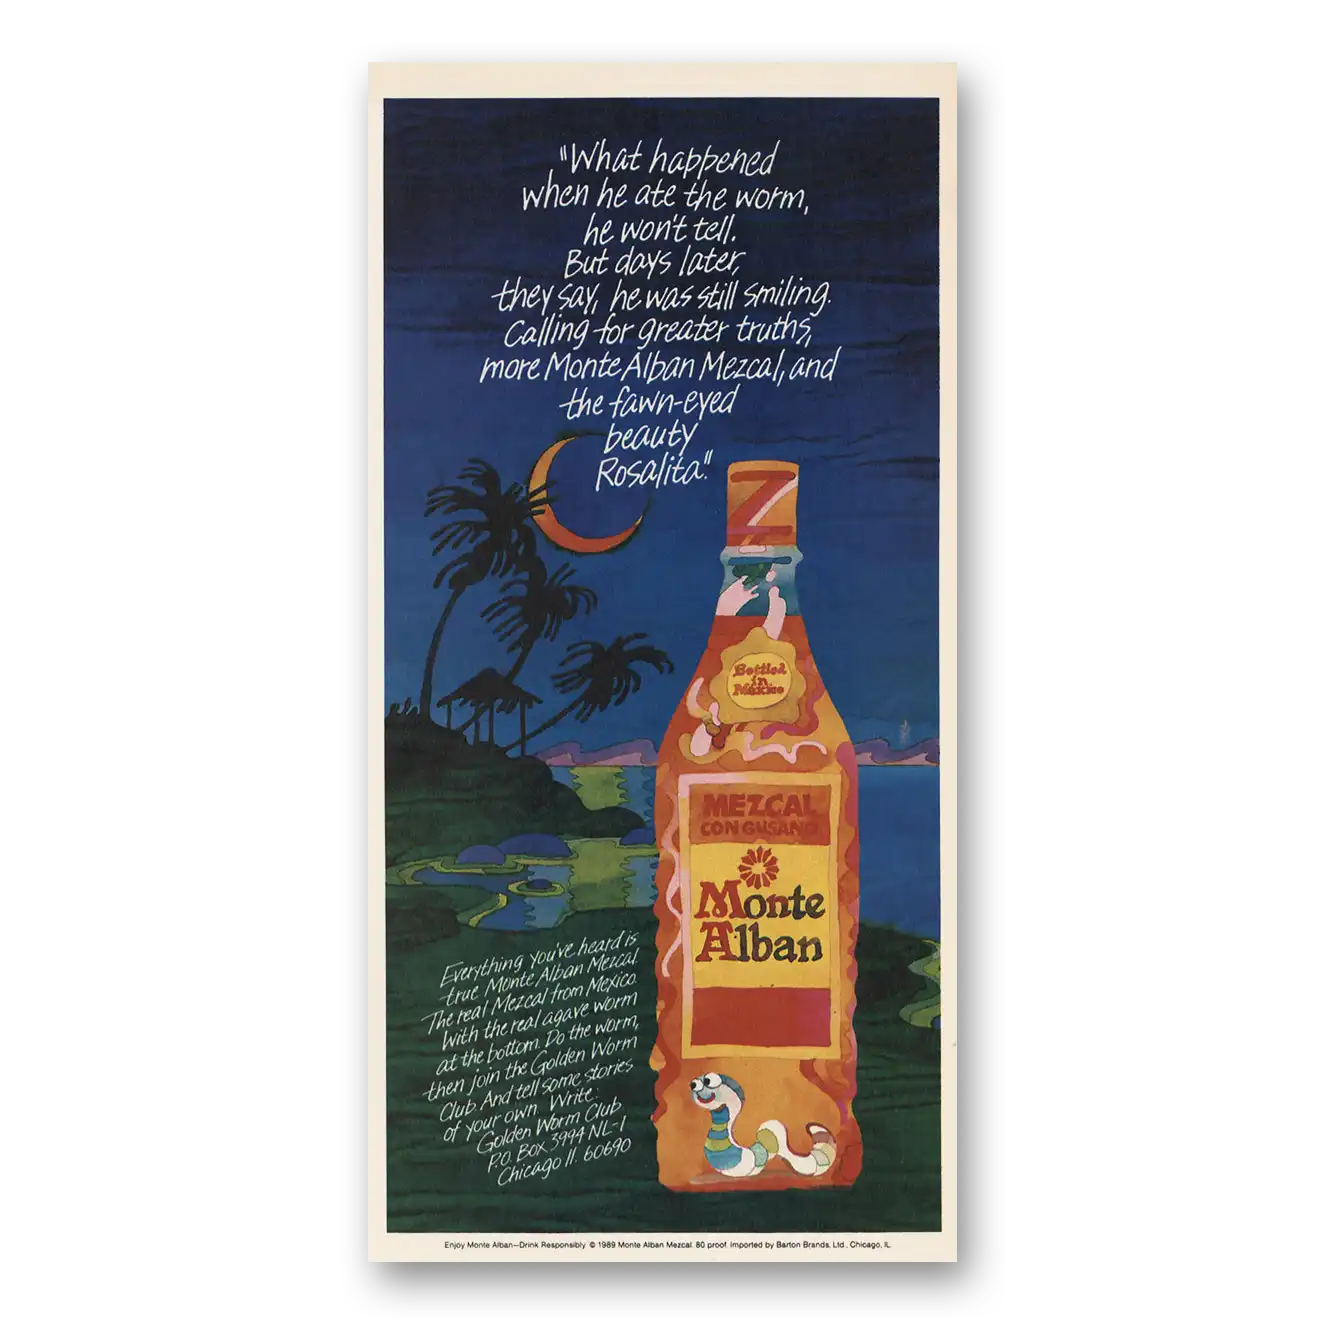 "What happened
when he ate the worm,
he won't tell.
But days later,
they say, he was still smiling.
Calling for greater truths,
more Monte Alban Mezcal, and
the fawn-eyed
beauty
Rosalita."
Bottled
in
Mexico
MEZCAL
CON GUSANO
Monte
Alban
Everything you've heard is
true Monte Alban Mezcal
The real Mezcal from Mexico.
With the real agave worm
at the bottom. Do the worm,
then join the Golden Worm
Club. And tell some stories
of your own. Write:
Golden Worm Club
P.O. Box 3994 NL-1
Chicago Il. 60690
Enjoy Monte Alban—Drink Responsibly © 1989 Monte Alban Mezcal. 80 proof. Imported by Barton Brands, Ltd., Chicago, IL.